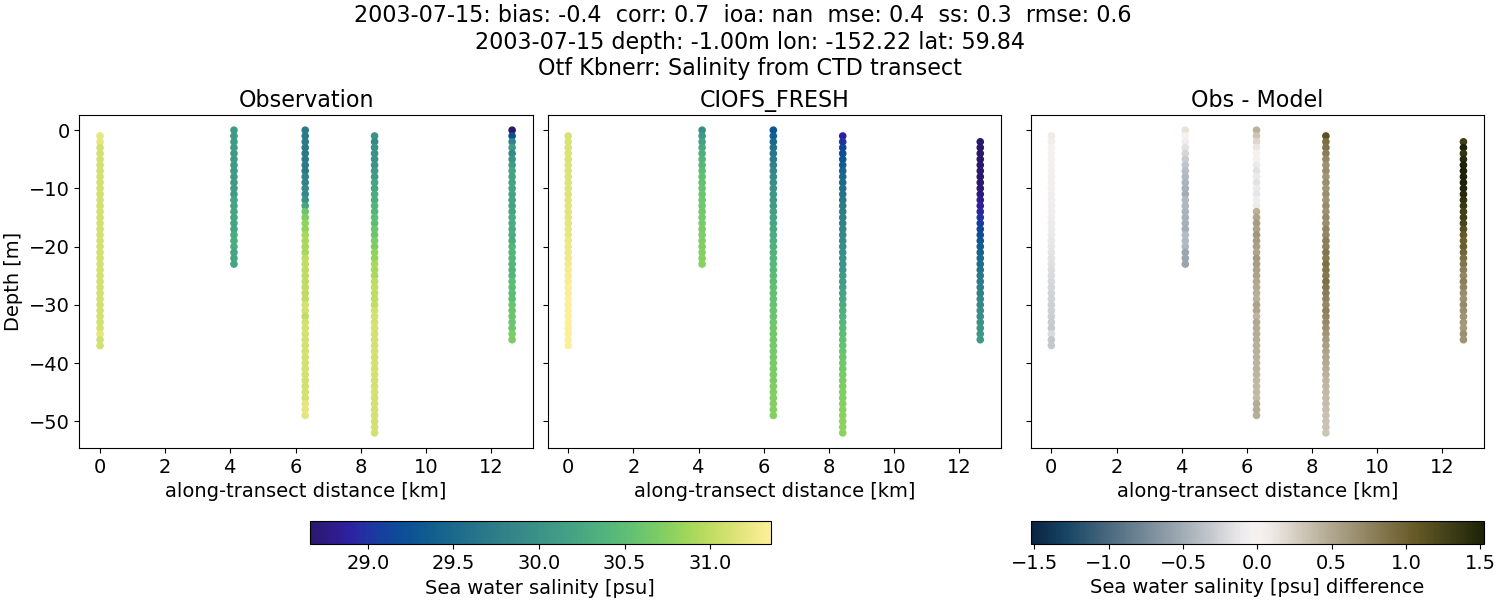 2003-07-15: bias: -0.4  corr: 0.7  ioa: nan  mse: 0.4  ss: 0.3  rmse: 0.6
2003-07-15 depth: -1.00m lon: -152.22 lat: 59.84
Otf Kbnerr: Salinity from CTD transect
Observation
CIOFS_FRESH
Obs - Model
Depth [m]
0
−10
−20
−30
−40
−50
0 2 4 6 8 10 12
0 2 4 6 8 10 12
0 2 4 6 8 10 12
along-transect distance [km]
along-transect distance [km]
along-transect distance [km]
29.0 29.5 30.0 30.5 31.0
Sea water salinity [psu]
−1.5 −1.0 −0.5 0.0 0.5 1.0 1.5
Sea water salinity [psu] difference